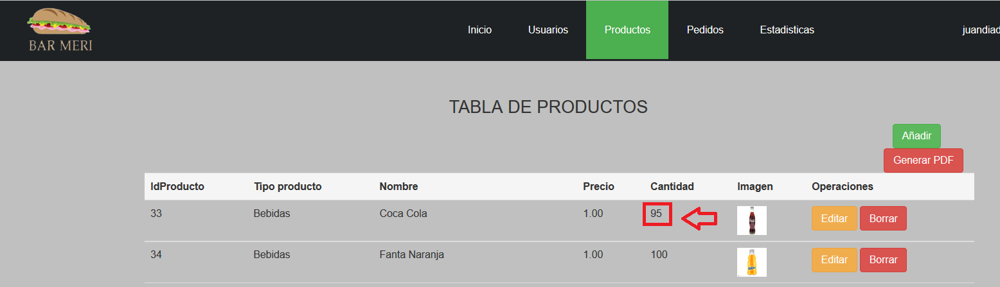 BAR MERI
Inicio Usuarios Productos Pedidos Estadisticas juandiad
TABLA DE PRODUCTOS
Añadir
Generar PDF
IdProducto Tipo producto Nombre Precio Cantidad Imagen Operaciones
33 Bebidas Coca Cola 1.00 95 Editar Borrar
34 Bebidas Fanta Naranja 1.00 100 Editar Borrar